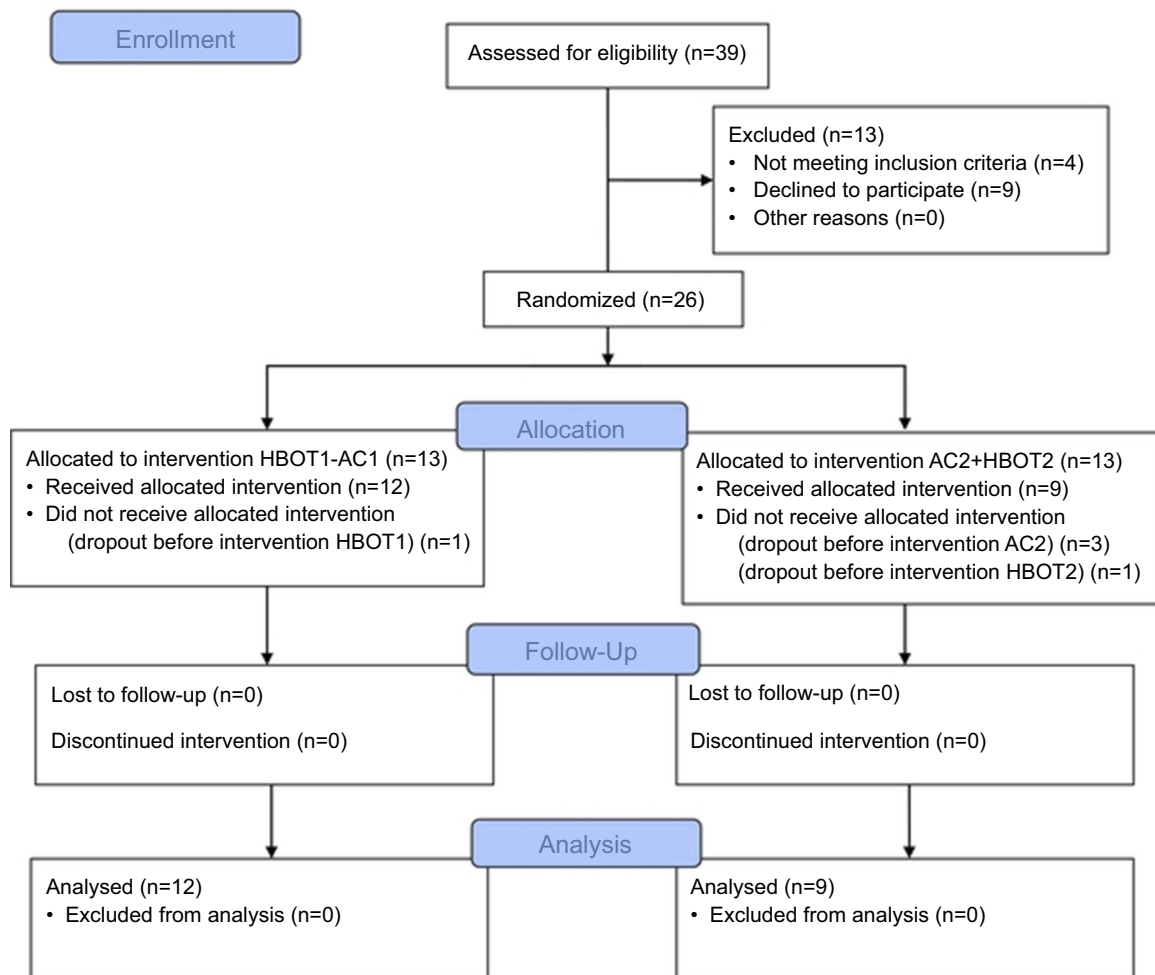 Enrollment
Assessed for eligibility (n=39)
Excluded (n=13)
• Not meeting inclusion criteria (n=4)
• Declined to participate (n=9)
• Other reasons (n=0)
Randomized (n=26)
Allocation
Allocated to intervention HBOT1-AC1 (n=13)
• Received allocated intervention (n=12)
• Did not receive allocated intervention
(dropout before intervention HBOT1) (n=1)
Allocated to intervention AC2+HBOT2 (n=13)
• Received allocated intervention (n=9)
• Did not receive allocated intervention
(dropout before intervention AC2) (n=3)
(dropout before intervention HBOT2) (n=1)
Follow-Up
Lost to follow-up (n=0)
Discontinued intervention (n=0)
Lost to follow-up (n=0)
Discontinued intervention (n=0)
Analysis
Analysed (n=12)
• Excluded from analysis (n=0)
Analysed (n=9)
• Excluded from analysis (n=0)